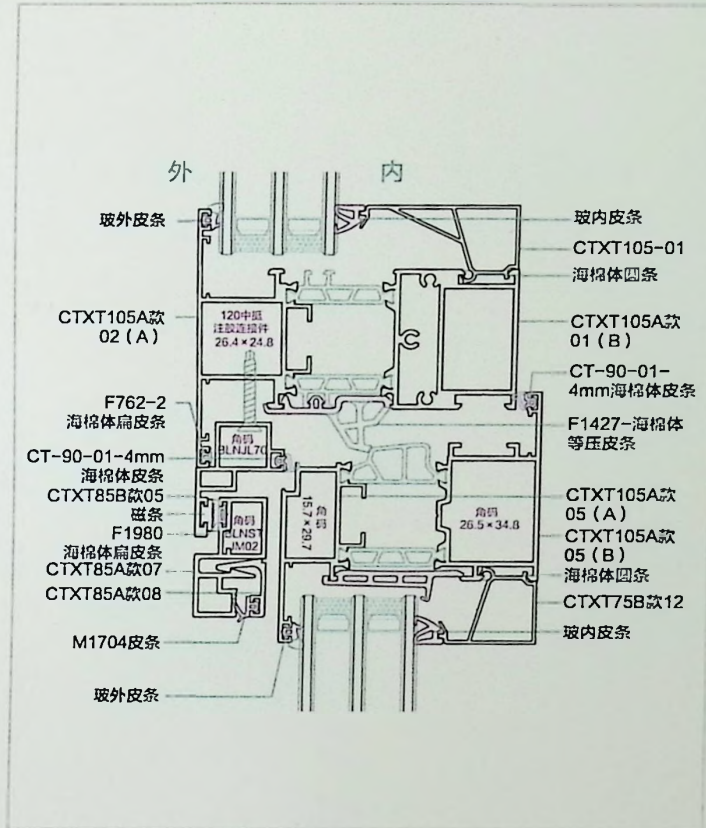 外
内
玻外皮条
CTXT105A款
02（A）
F762-2
海棉体扁皮条
CT-90-01-4mm
海棉体皮条
CTXT85B款05
磁条
F1980
海棉体扁皮条
CTXT85A款07
CTXT85A款08
M1704皮条
玻外皮条
120中挺
注胶连接件
26.4×24.8
角码
BLNJL70
角码
BLNST
JM02
角码
15.7×29.7
角码
26.5×34.8
玻内皮条
CTXT105-01
海棉体圆条
CTXT105A款
01（B）
CT-90-01-
4mm海棉体皮条
F1427-海棉体
等压皮条
CTXT105A款
05（A）
CTXT105A款
05（B）
海棉体圆条
CTXT75B款12
玻内皮条